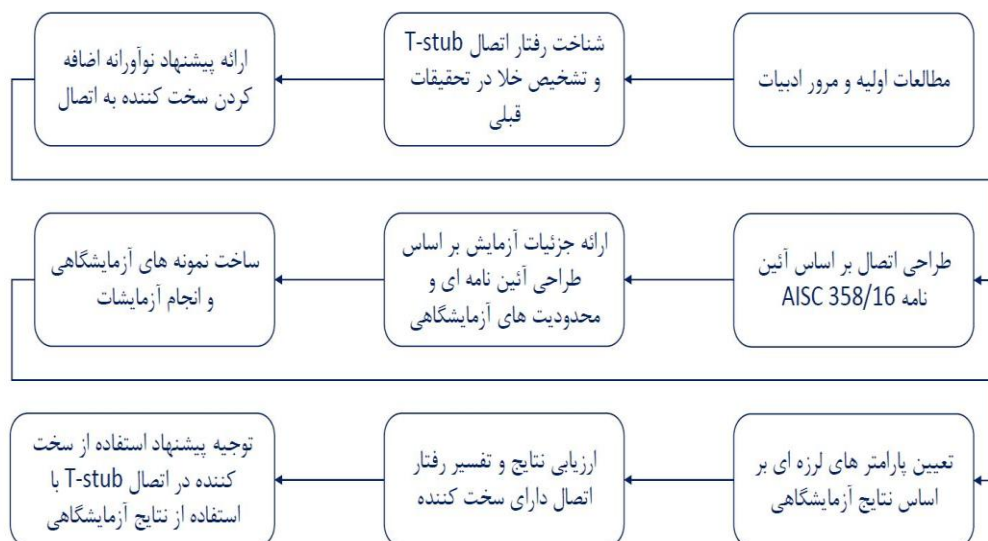 مطالعات اولیه و مرور ادبیات
شناخت رفتار اتصال T-stub
و تشخیص خلا در تحقیقات
قبلی
ارائه پیشنهاد نوآورانه اضافه
کردن سخت کننده به اتصال
طراحی اتصال بر اساس آئین
نامه AISC 358/16
ارائه جزئیات آزمایش بر اساس
طراحی آئین نامه ای و
محدودیت های آزمایشگاهی
ساخت نمونه های آزمایشگاهی
و انجام آزمایشات
تعیین پارامتر های لرزه ای بر
اساس نتایج آزمایشگاهی
ارزیابی نتایج و تفسیر رفتار
اتصال دارای سخت کننده
توجیه پیشنهاد استفاده از سخت
کننده در اتصال T-stub با
استفاده از نتایج آزمایشگاهی